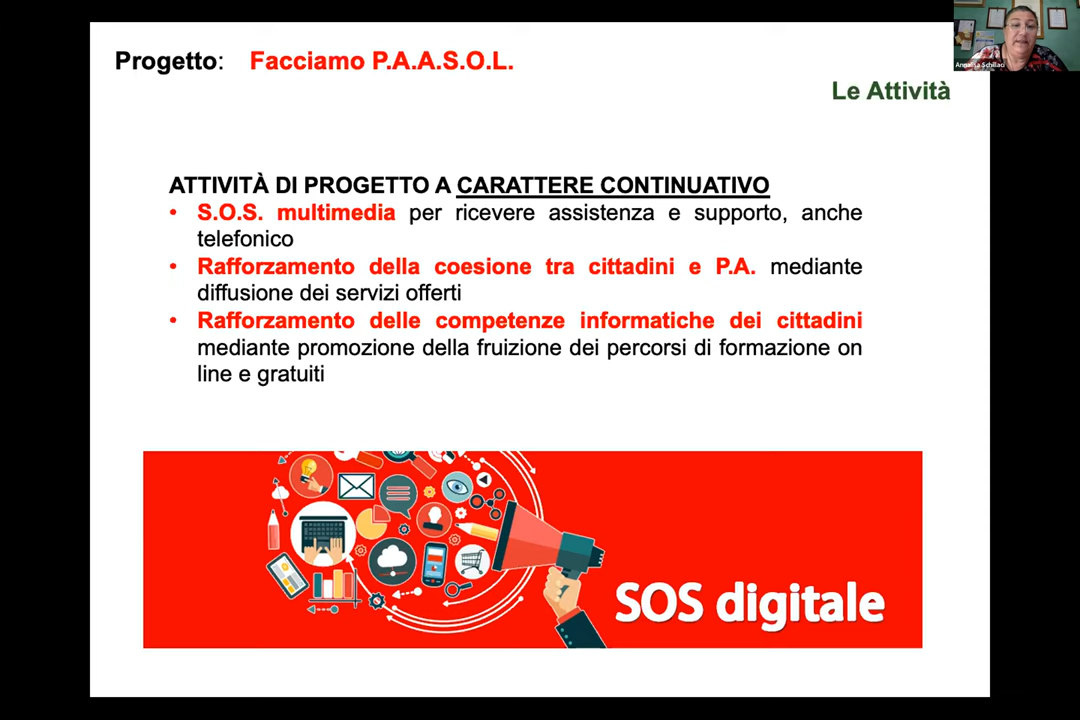 Progetto: Facciamo P.A.A.S.O.L.
Annalisa Schillaci
Le Attività
ATTIVITÀ DI PROGETTO A CARATTERE CONTINUATIVO
• S.O.S. multimedia per ricevere assistenza e supporto, anche
telefonico
• Rafforzamento della coesione tra cittadini e P.A. mediante
diffusione dei servizi offerti
• Rafforzamento delle competenze informatiche dei cittadini
mediante promozione della fruizione dei percorsi di formazione on
line e gratuiti
SOS digitale